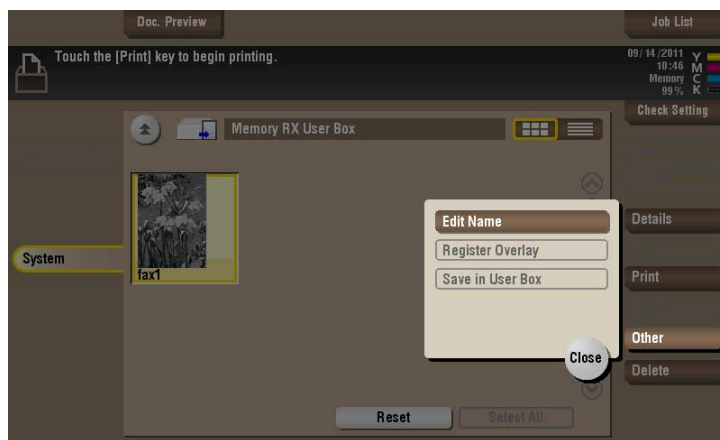 Doc. Preview
Job List
Touch the [Print] key to begin printing.
09/14/2011
10:46
Memory
99%
Y
M
C
K
Check Setting
Memory RX User Box
Edit Name
Register Overlay
Save in User Box
Close
Details
System
fax1
Print
Other
Delete
Reset
Select All